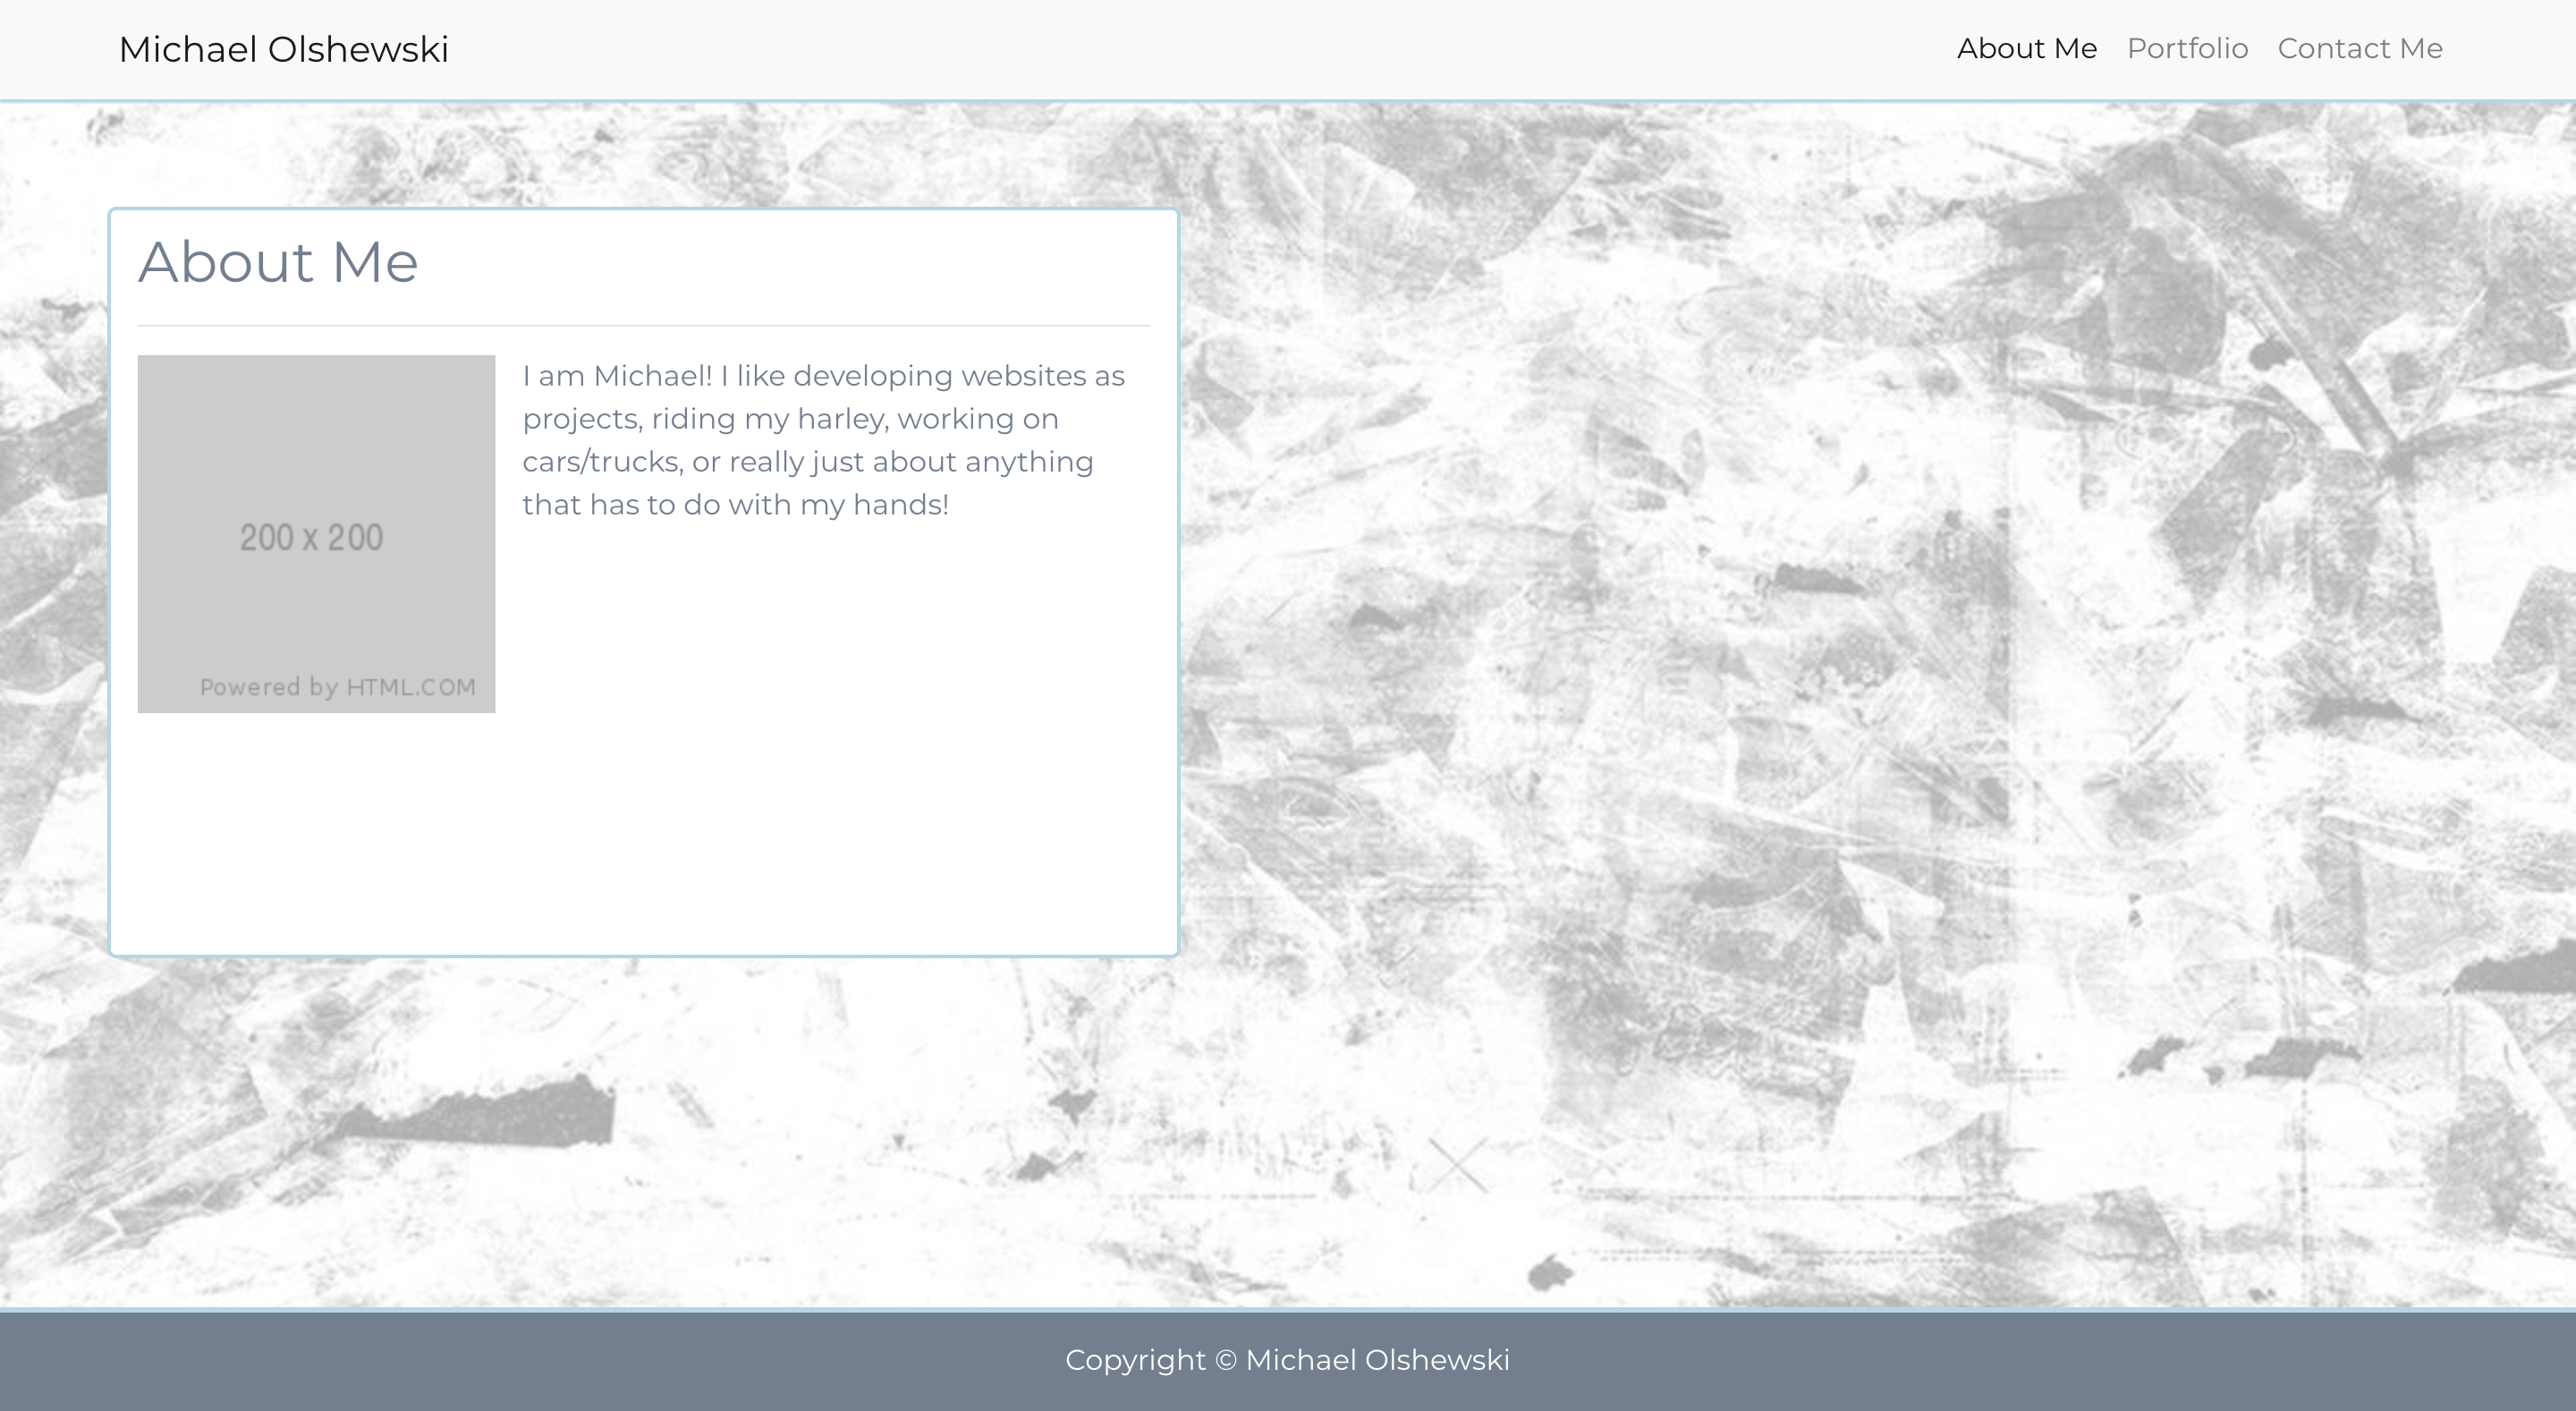 Michael Olshewski
About Me Portfolio Contact Me
About Me
I am Michael! I like developing websites as
projects, riding my harley, working on
cars/trucks, or really just about anything
that has to do with my hands!
200 x 200
Powered by HTML.COM
Copyright © Michael Olshewski